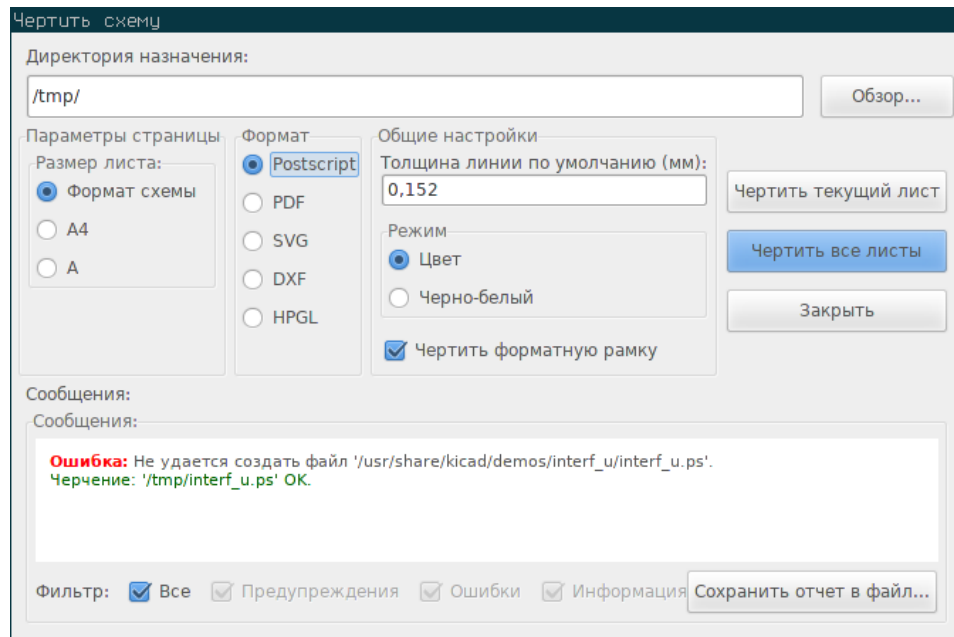 Чертить схему
Директория назначения:
/tmp/
Обзор...
Параметры страницы
Размер листа:
Формат схемы
A4
A
Формат
Postscript
PDF
SVG
DXF
HPGL
Общие настройки
Толщина линии по умолчанию (мм):
0,152
Режим
Цвет
Черно-белый
Чертить форматную рамку
Чертить текущий лист
Чертить все листы
Закрыть
Сообщения:
Сообщения:
Ошибка: Не удается создать файл '/usr/share/kicad/demos/interf_u/interf_u.ps'.
Черчение: '/tmp/interf_u.ps' OK.
Фильтр: Все Предупреждения Ошибки Информация Сохранить отчет в файл...